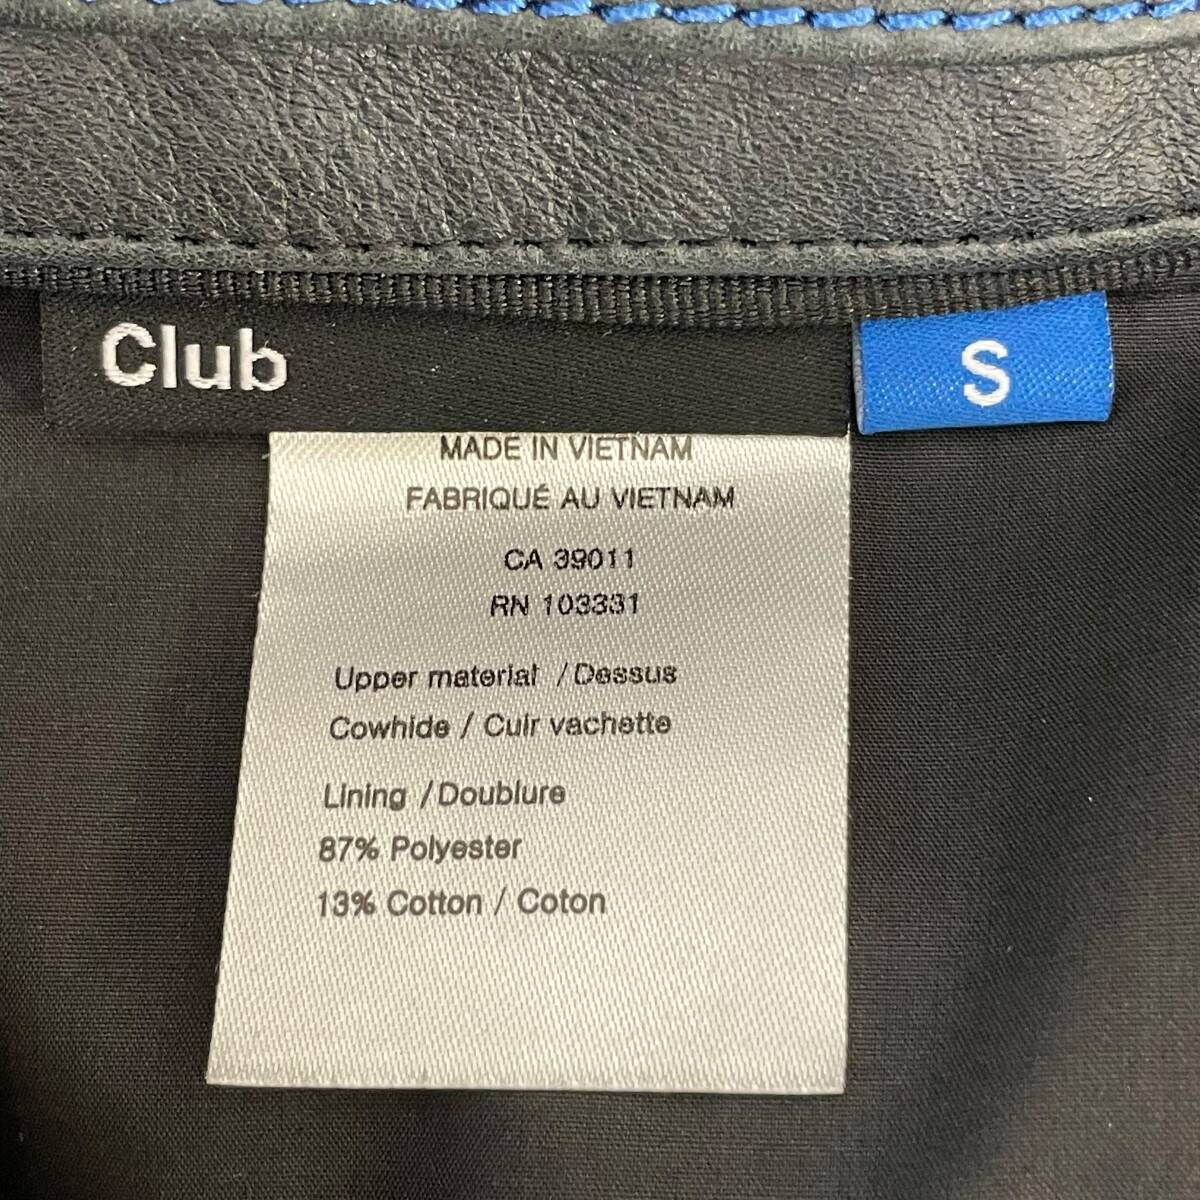 Club
S
MADE IN VIETNAM
FABRIQUÉ AU VIETNAM
CA 39011
RN 103331
Upper material / Dessus
Cowhide / Cuir vachette
Lining / Doublure
87% Polyester
13% Cotton / Coton